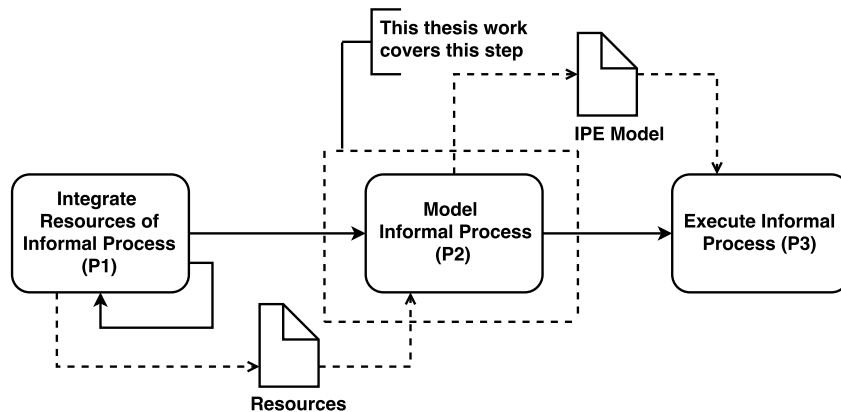 This thesis work
covers this step
IPE Model
Integrate
Resources of
Informal Process
(P1)
Model
Informal Process
(P2)
Execute Informal
Process (P3)
Resources